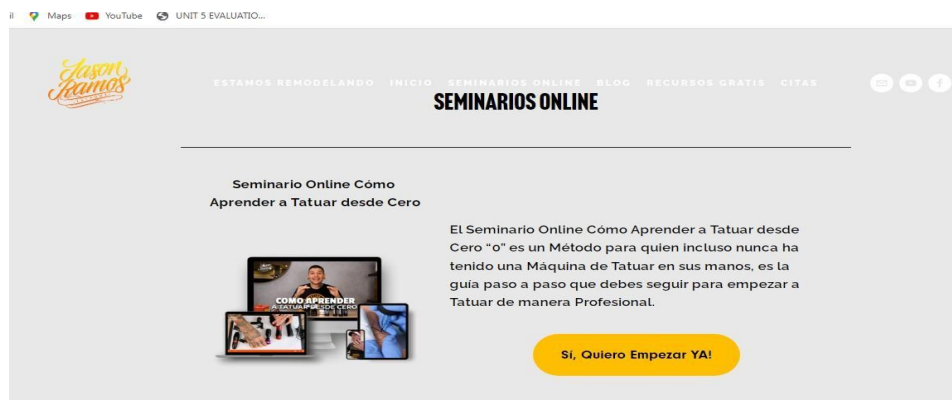 il Maps YouTube UNIT 5 EVALUATIO...
Jason
Ramos
ESTAMOS REMODELANDO INICIO SEMINARIOS ONLINE BLOG RECURSOS GRATIS CITAS
SEMINARIOS ONLINE
Seminario Online Cómo
Aprender a Tatuar desde Cero
COMO APRENDER
A TATUAR DESDE CERO
El Seminario Online Cómo Aprender a Tatuar desde
Cero “0” es un Método para quien incluso nunca ha
tenido una Máquina de Tatuar en sus manos, es la
guía paso a paso que debes seguir para empezar a
Tatuar de manera Profesional.
Sí, Quiero Empezar YA!